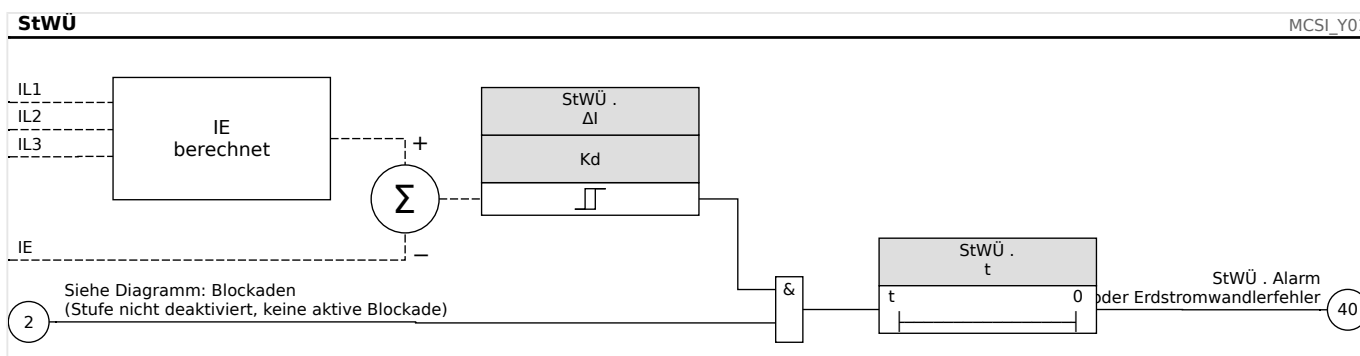 StWÜ
MCSI_Y01
IL1
IL2
IL3
IE
berechnet
+
Σ
−
IE
StWÜ .
ΔI
Kd
Siehe Diagramm: Blockaden
(Stufe nicht deaktiviert, keine aktive Blockade)
2
&
StWÜ .
t
t 0
StWÜ . Alarm
oder Erdstromwandlerfehler
40